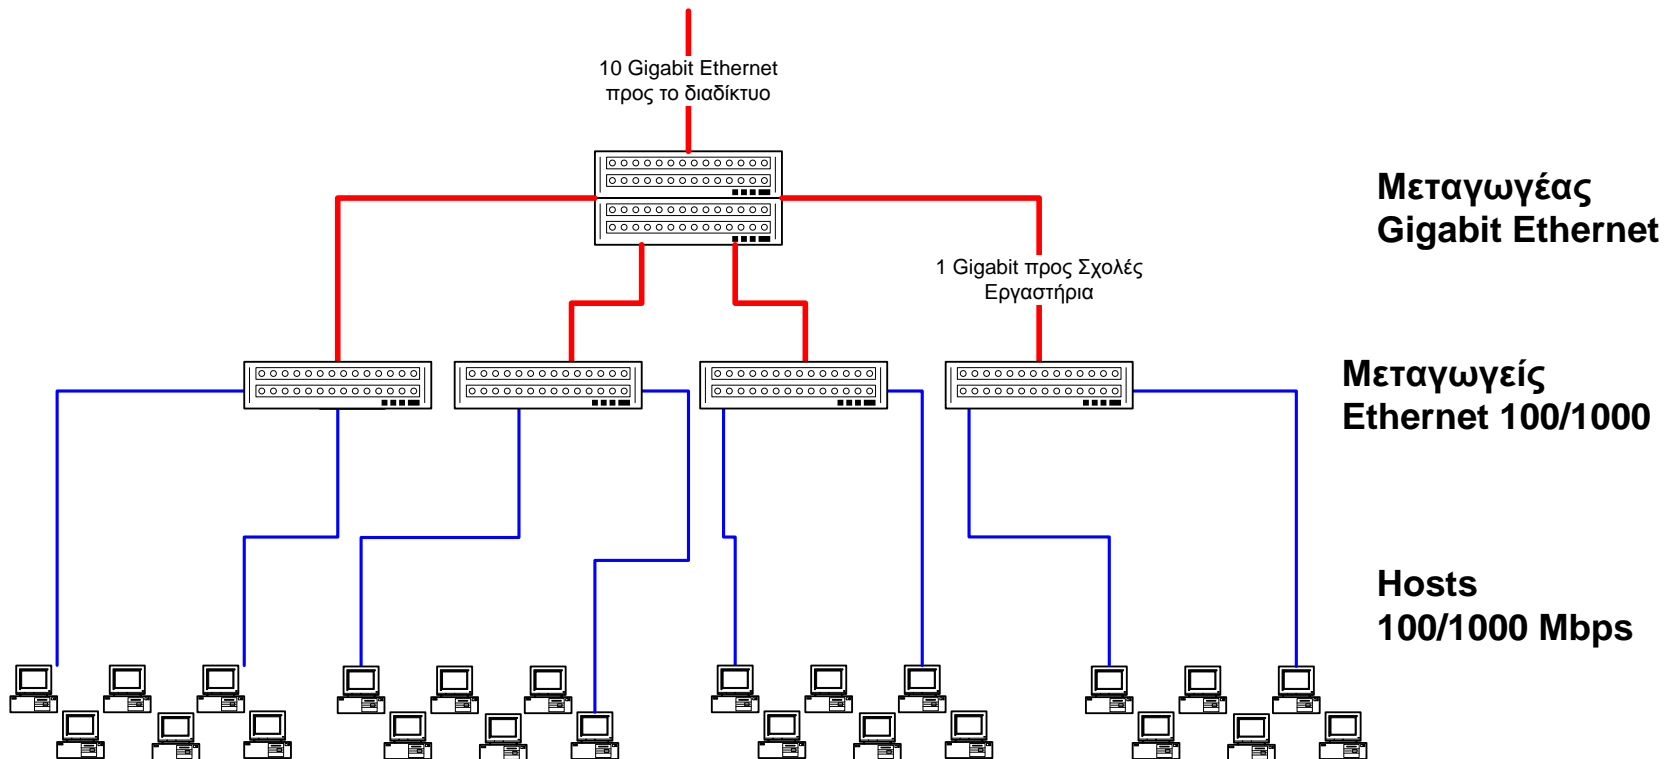 10 Gigabit Ethernet
προς το διαδίκτυο
Μεταγωγέας
Gigabit Ethernet
1 Gigabit προς Σχολές
Εργαστήρια
Μεταγωγείς
Ethernet 100/1000
Hosts
100/1000 Mbps